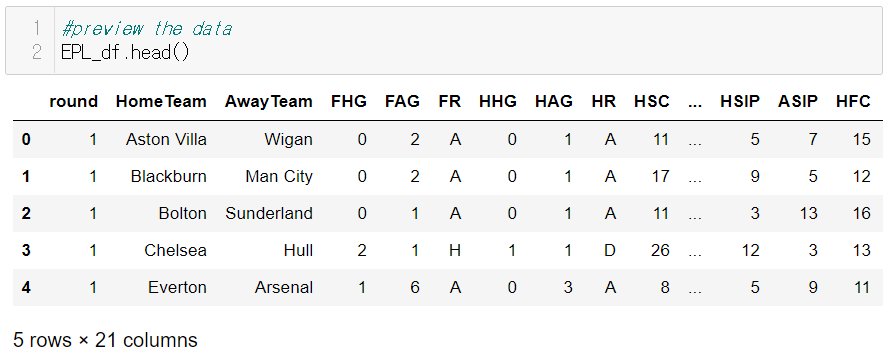 1 #preview the data
2 EPL_df.head()
round HomeTeam AwayTeam FHG FAG FR HHG HAG HR HSC ... HSIP ASIP HFC
0 1 Aston Villa Wigan 0 2 A 0 1 A 11 ... 5 7 15
1 1 Blackburn Man City 0 2 A 0 1 A 17 ... 9 5 12
2 1 Bolton Sunderland 0 1 A 0 1 A 11 ... 3 13 16
3 1 Chelsea Hull 2 1 H 1 1 D 26 ... 12 3 13
4 1 Everton Arsenal 1 6 A 0 3 A 8 ... 5 9 11
5 rows × 21 columns